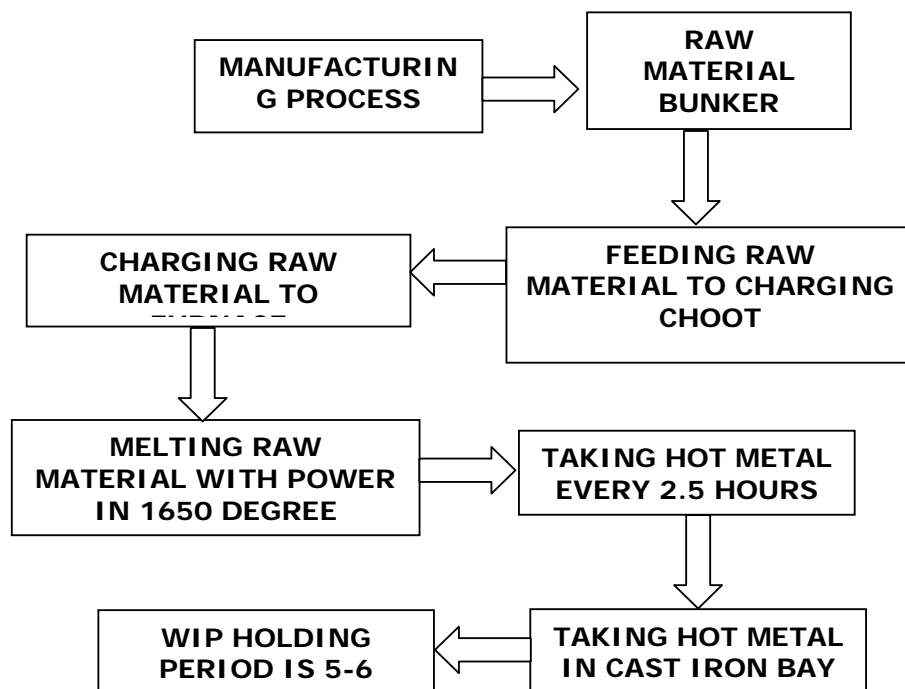 MANUFACTURIN
G PROCESS
RAW
MATERIAL
BUNKER
FEEDING RAW
MATERIAL TO CHARGING
CHOOT
CHARGING RAW
MATERIAL TO
MELTING RAW
MATERIAL WITH POWER
IN 1650 DEGREE
TAKING HOT METAL
EVERY 2.5 HOURS
TAKING HOT METAL
IN CAST IRON BAY
WIP HOLDING
PERIOD IS 5-6